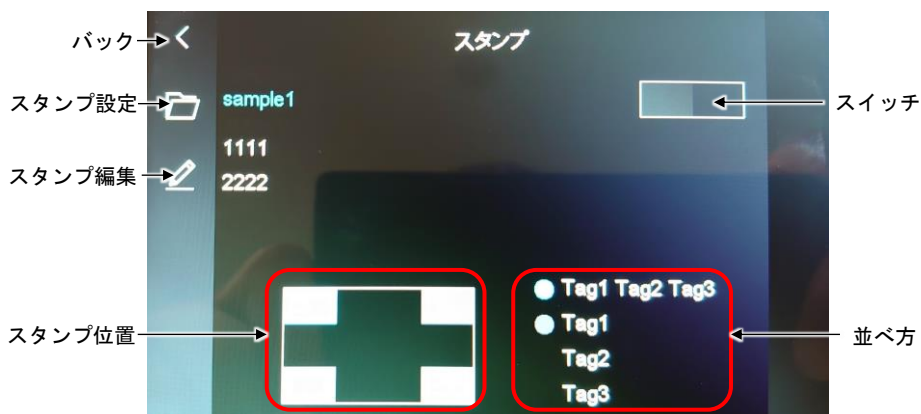 バック
スタンプ
スタンプ設定
sample1
スイッチ
1111
スタンプ編集
2222
Tag1 Tag2 Tag3
スタンプ位置
Tag1
並べ方
Tag2
Tag3